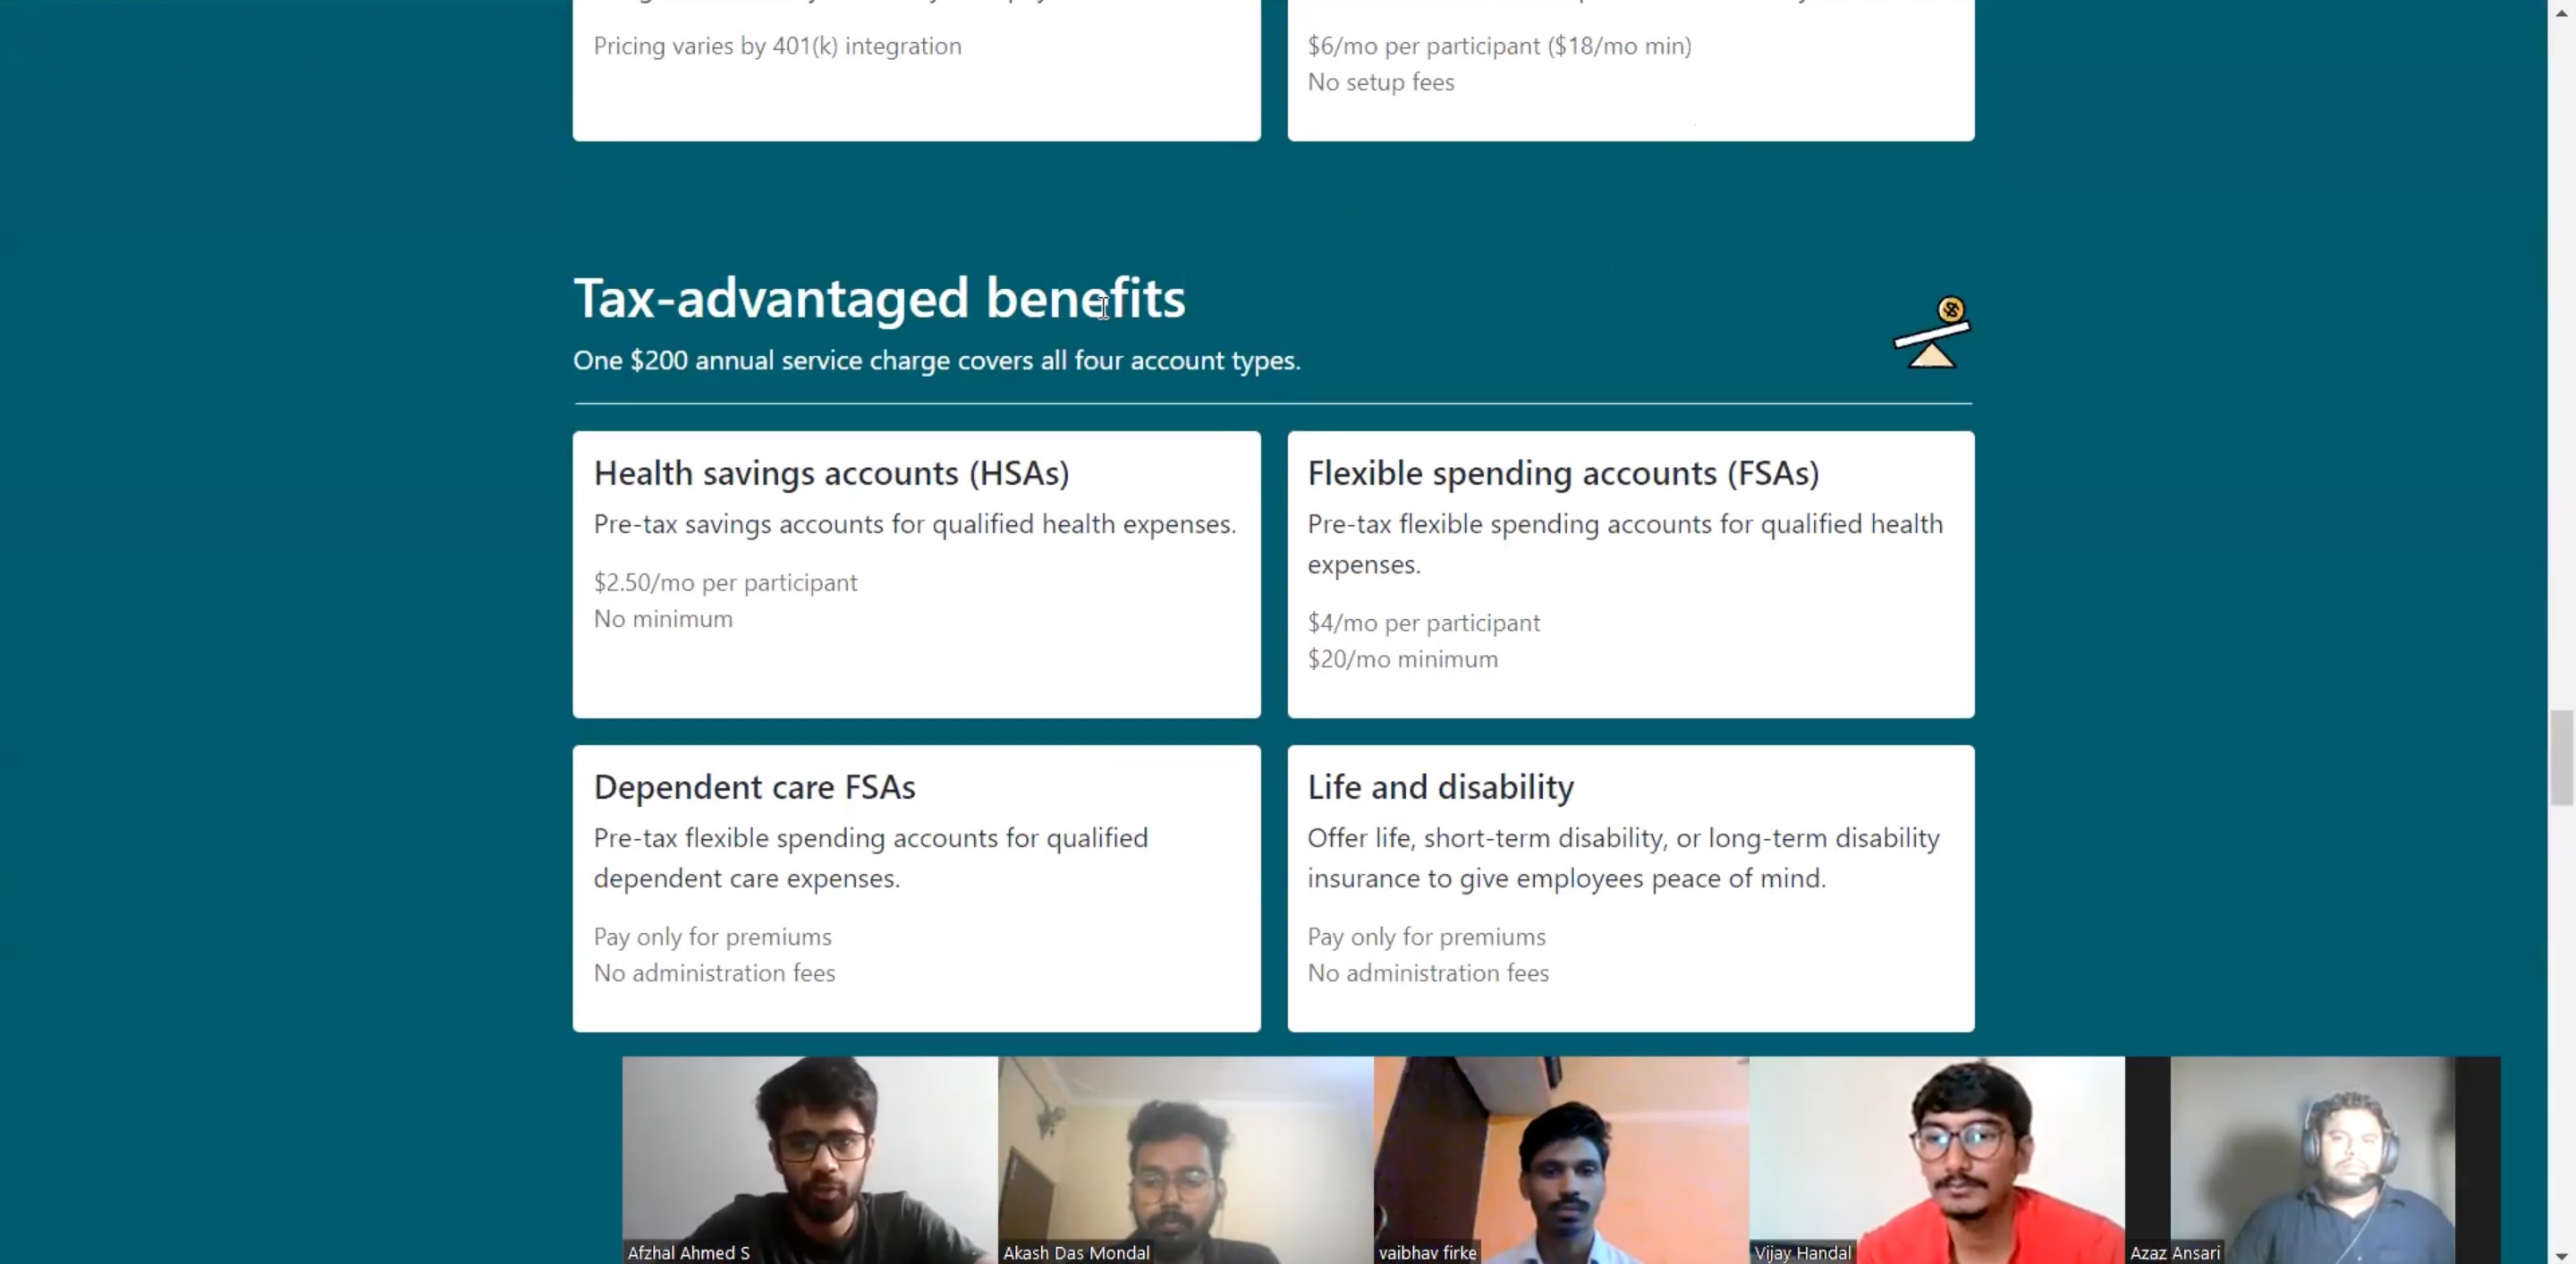 Pricing varies by 401(k) integration
$6/mo per participant ($18/mo min)
No setup fees
Tax-advantaged benefits
One $200 annual service charge covers all four account types.
Health savings accounts (HSAs)
Pre-tax savings accounts for qualified health expenses.
$2.50/mo per participant
No minimum
Flexible spending accounts (FSAs)
Pre-tax flexible spending accounts for qualified health
expenses.
$4/mo per participant
$20/mo minimum
Dependent care FSAs
Pre-tax flexible spending accounts for qualified
dependent care expenses.
Pay only for premiums
No administration fees
Life and disability
Offer life, short-term disability, or long-term disability
insurance to give employees peace of mind.
Pay only for premiums
No administration fees
Afzhal Ahmed S
Akash Das Mondal
vaibhav firke
Vijay Handal
Azaz Ansari